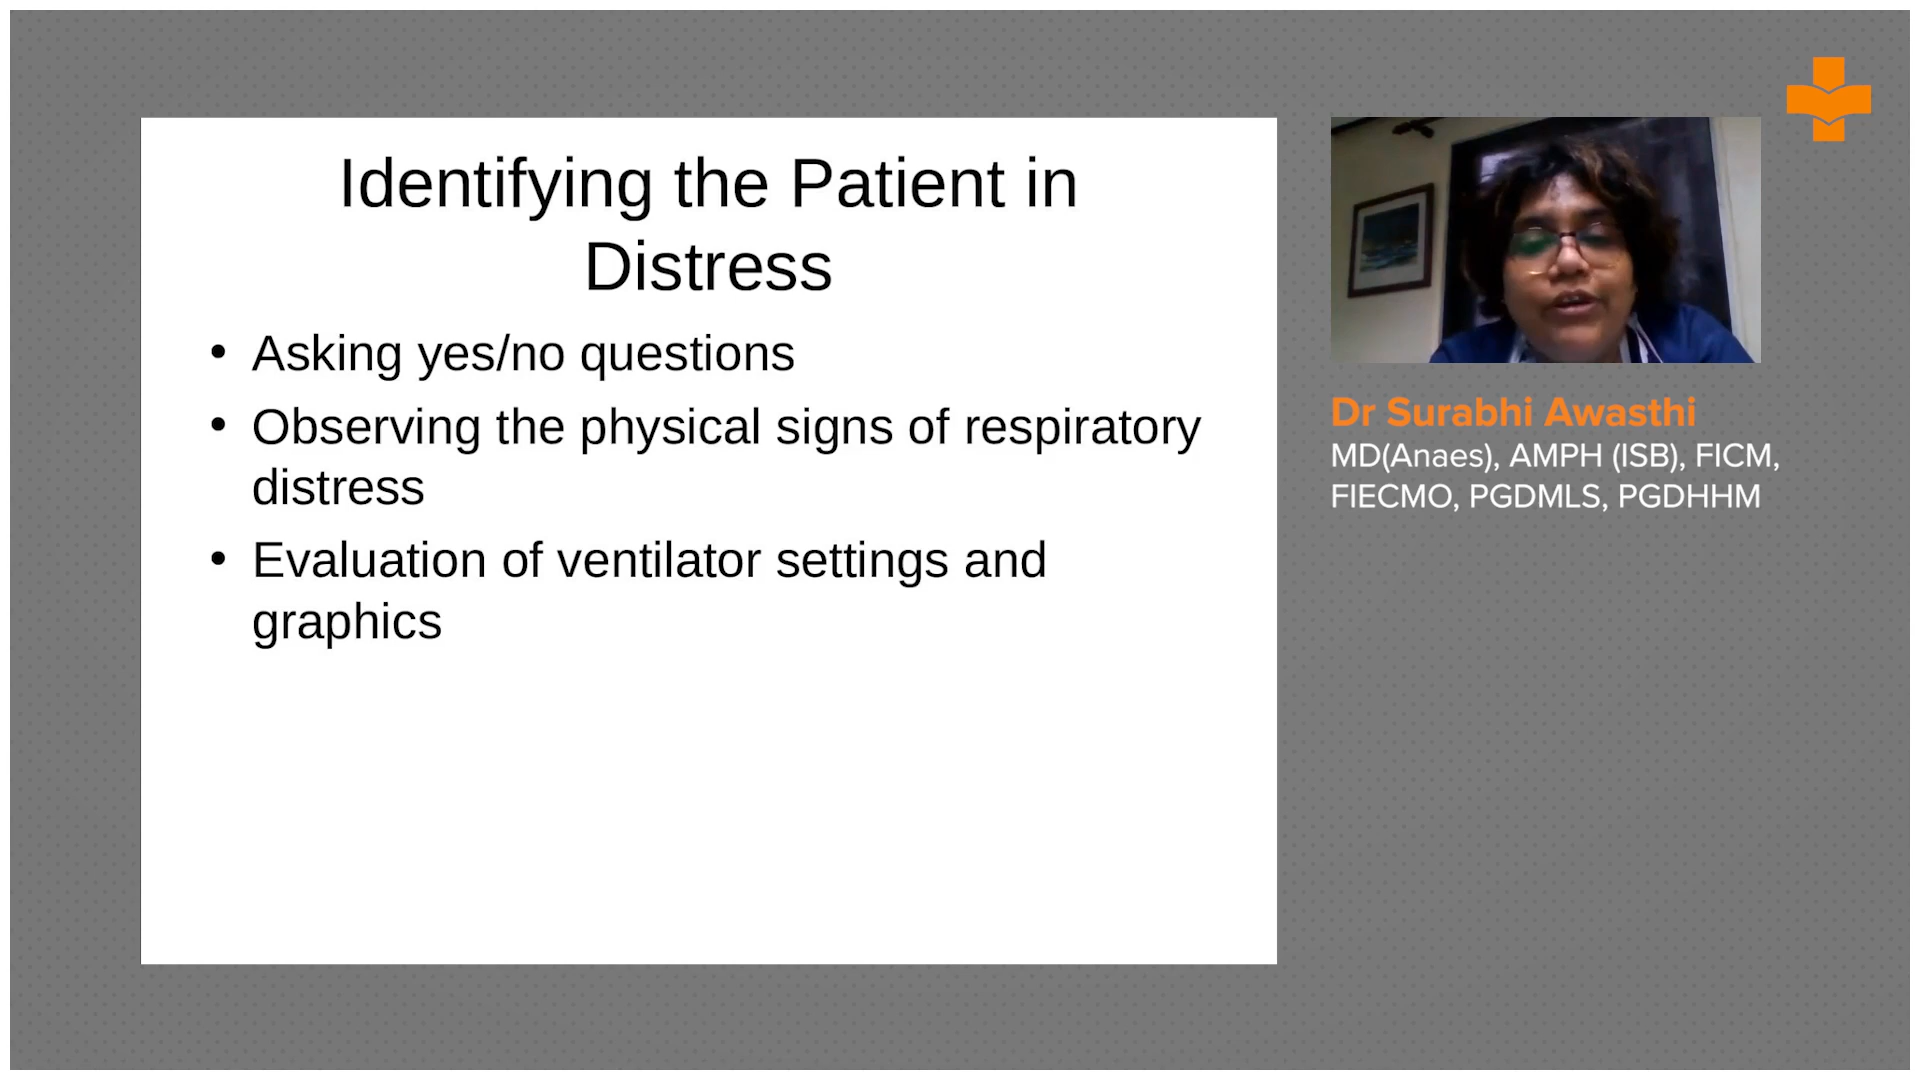 Identifying the Patient in
Distress
• Asking yes/no questions
• Observing the physical signs of respiratory
distress
• Evaluation of ventilator settings and
graphics
Dr Surabhi Awasthi
MD(Anaes), AMPH (ISB), FICM,
FIECMO, PGDMLS, PGDHHM